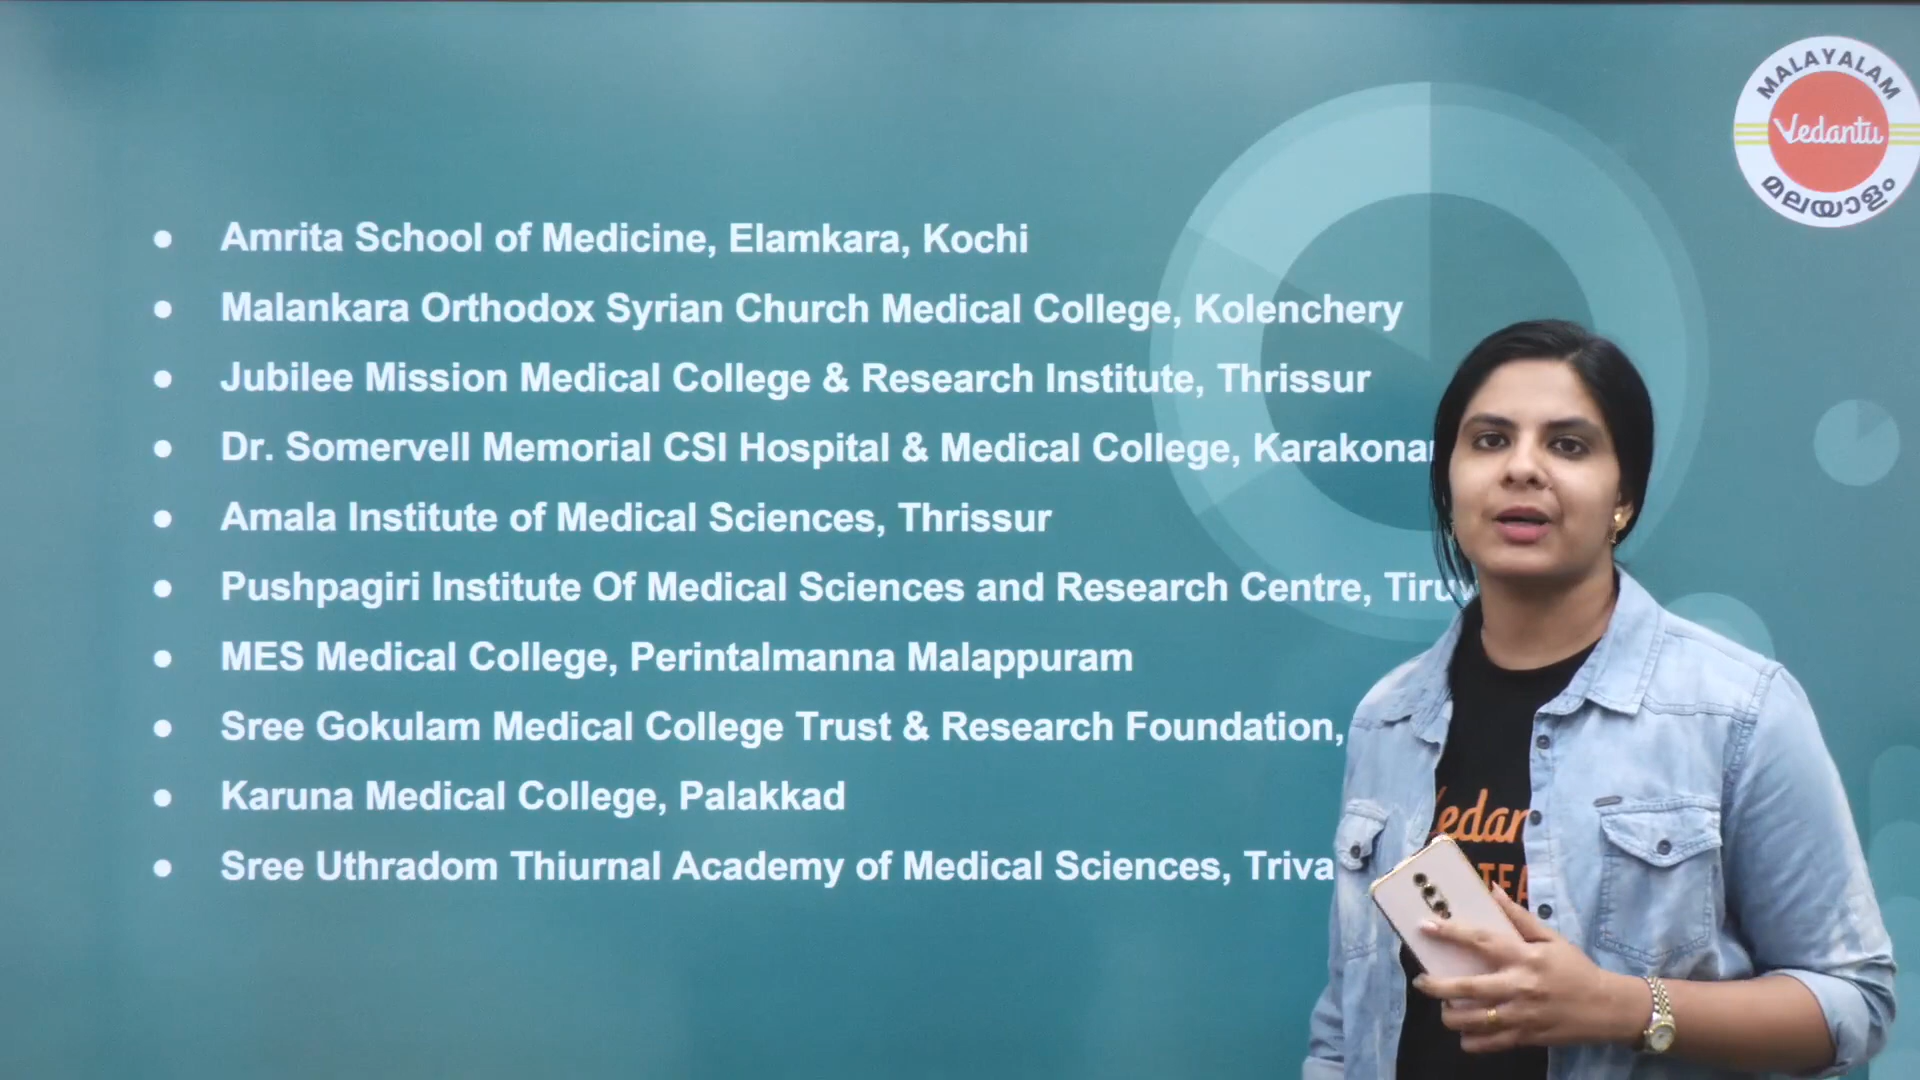 MALAYALAM
Vedantu
മലയാളം
Amrita School of Medicine, Elamkara, Kochi
Malankara Orthodox Syrian Church Medical College, Kolenchery
Jubilee Mission Medical College & Research Institute, Thrissur
Dr. Somervell Memorial CSI Hospital & Medical College,
Amala Institute of Medical Sciences, Thrissur
Pushpagiri Institute Of Medical Sciences and Research Centre,
MES Medical College, Perintalmanna Malappuram
Sree Gokulam Medical College Trust & Research Foundation,
Karuna Medical College, Palakkad
Sree Uthradom Thiurnal Academy of Medical Sciences,